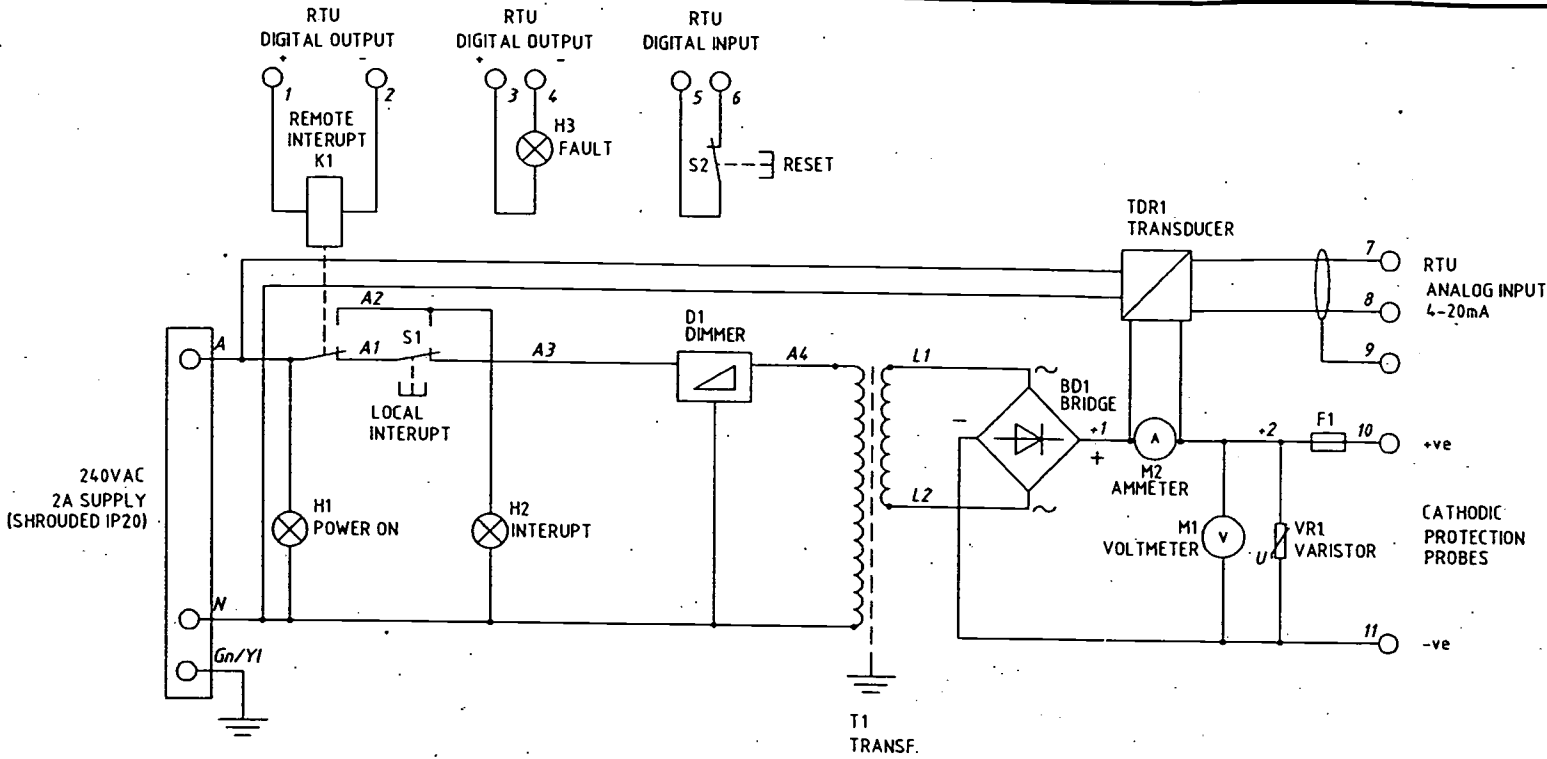 RTU
DIGITAL OUTPUT
+ -
1 2
REMOTE
INTERUPT
K1
RTU
DIGITAL OUTPUT
+ -
3 4
H3
FAULT
RTU
DIGITAL INPUT
5 6
S2
RESET
TDR1
TRANSDUCER
7
RTU
ANALOG INPUT
4-20mA
8
9
A
A2
A1
S1
A3
LOCAL
INTERUPT
D1
DIMMER
A4
L1
L2
~
~
BD1
BRIDGE
-
+1
+
A
M2
AMMETER
+2
F1
10
+ve
240VAC
2A SUPPLY
(SHROUDED IP20)
H1
POWER ON
H2
INTERUPT
M1
VOLTMETER
V
U
VR1
VARISTOR
CATHODIC
PROTECTION
PROBES
N
Gn/Yl
11
-ve
T1
TRANSF.